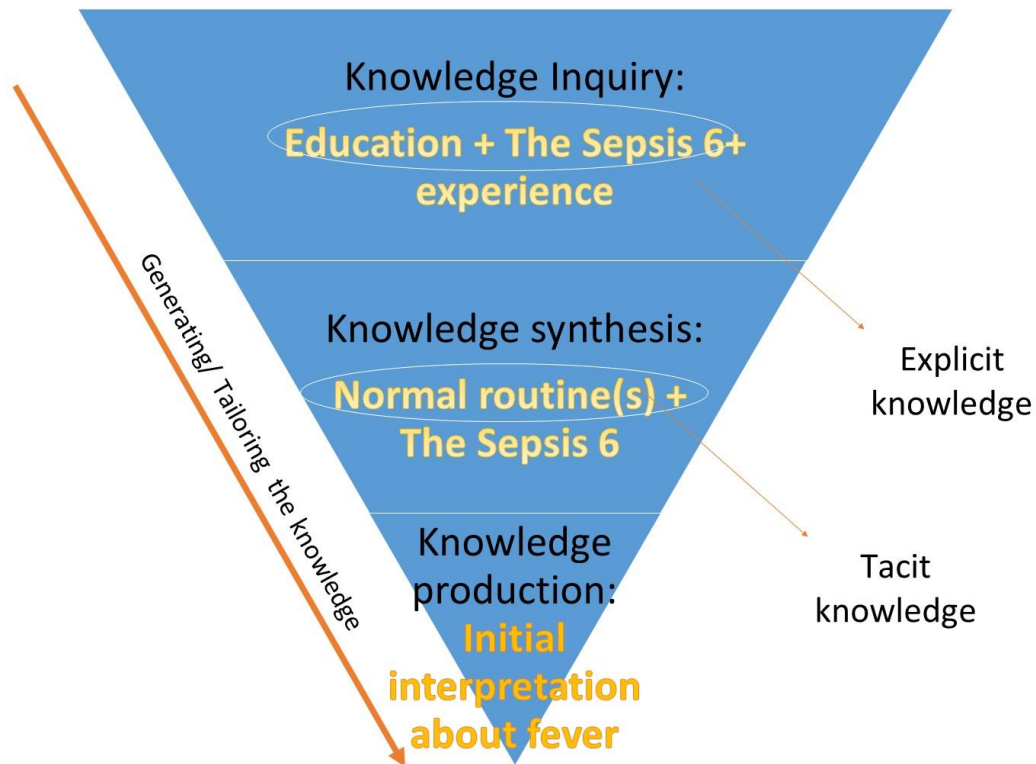 Knowledge Inquiry:
Education + The Sepsis 6+
experience
Generating/ Tailoring the knowledge
Knowledge synthesis:
Normal routine(s) +
The Sepsis 6
Explicit
knowledge
Knowledge
production:
Initial
interpretation
about fever
Tacit
knowledge